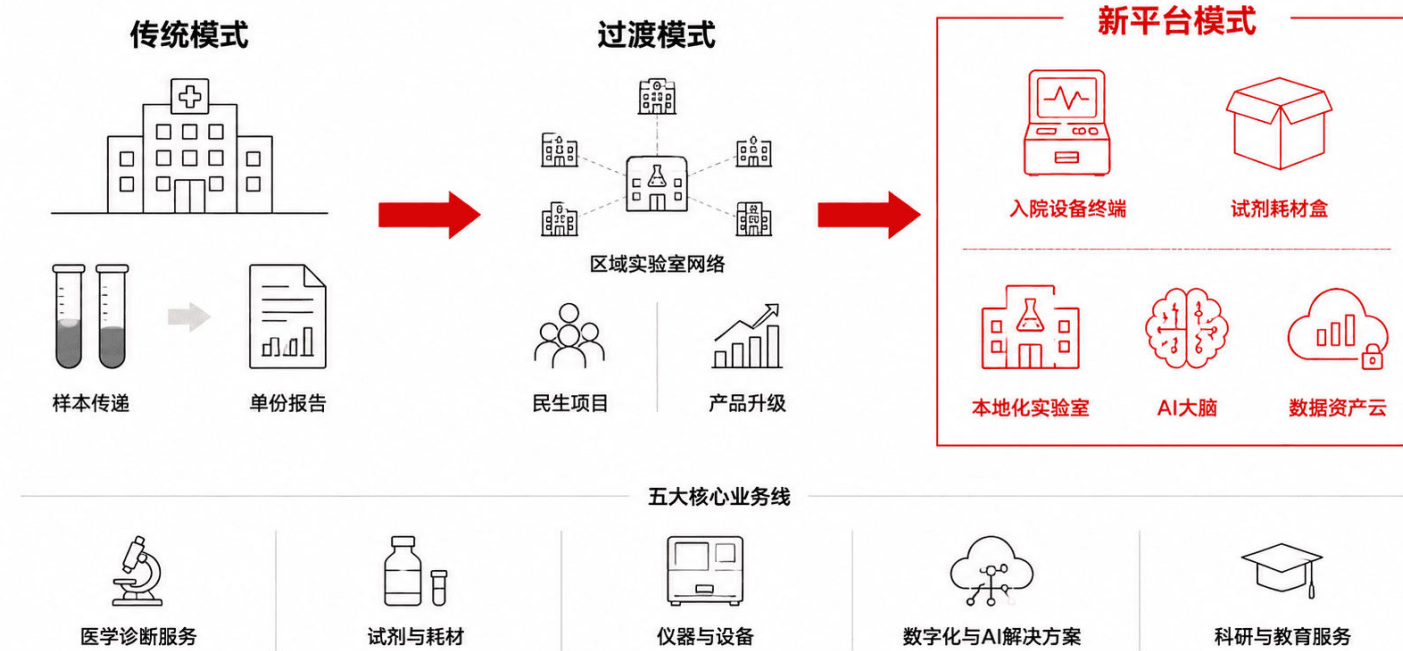 传统模式
过渡模式
新平台模式
入院设备终端
试剂耗材盒
区域实验室网络
样本传递
单份报告
民生项目
产品升级
本地化实验室
AI大脑
数据资产云
五大核心业务线
医学诊断服务
试剂与耗材
仪器与设备
数字化与AI解决方案
科研与教育服务